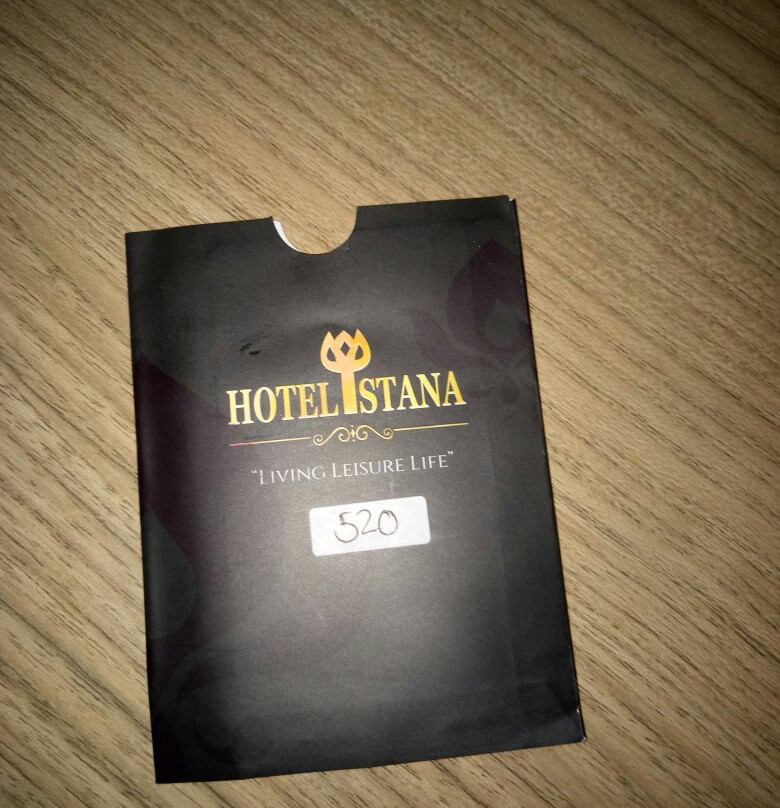 HOTEL ISTANA
“LIVING LEISURE LIFE”
520